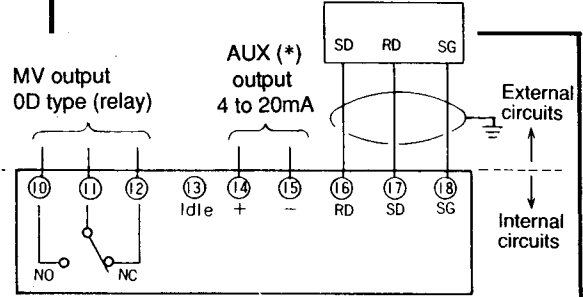 SD RD SG
MV output
0D type (relay)
AUX (*)
output
4 to 20mA
External
circuits
10 11 12 13 14 15 16 17 18
Idle + − RD SD SG
NO NC
Internal
circuits